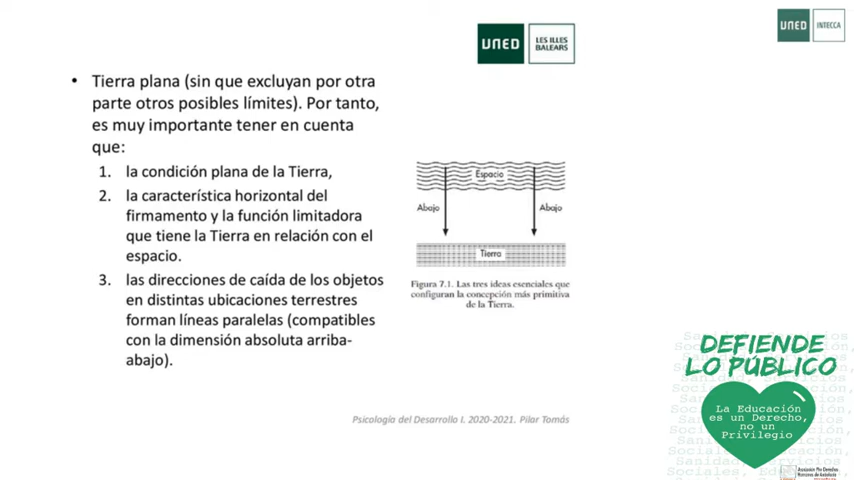 UNED
LES ILLES
BALEARS
UNED
INTECCA
• Tierra plana (sin que excluyan por otra
parte otros posibles límites). Por tanto,
es muy importante tener en cuenta
que:
1. la condición plana de la Tierra,
2. la característica horizontal del
firmamento y la función limitadora
que tiene la Tierra en relación con el
espacio.
3. las direcciones de caída de los objetos
en distintas ubicaciones terrestres
forman líneas paralelas (compatibles
con la dimensión absoluta arriba-
abajo).
Espacio
Abajo
Abajo
Tierra
Figura 7.1. Las tres ideas esenciales que
configuran la concepción más primitiva
de la Tierra.
DEFIENDE
LO PÚBLICO
La Educación
es un Derecho,
no un
Privilegio
Psicología del Desarrollo I. 2020-2021. Pilar Tomás